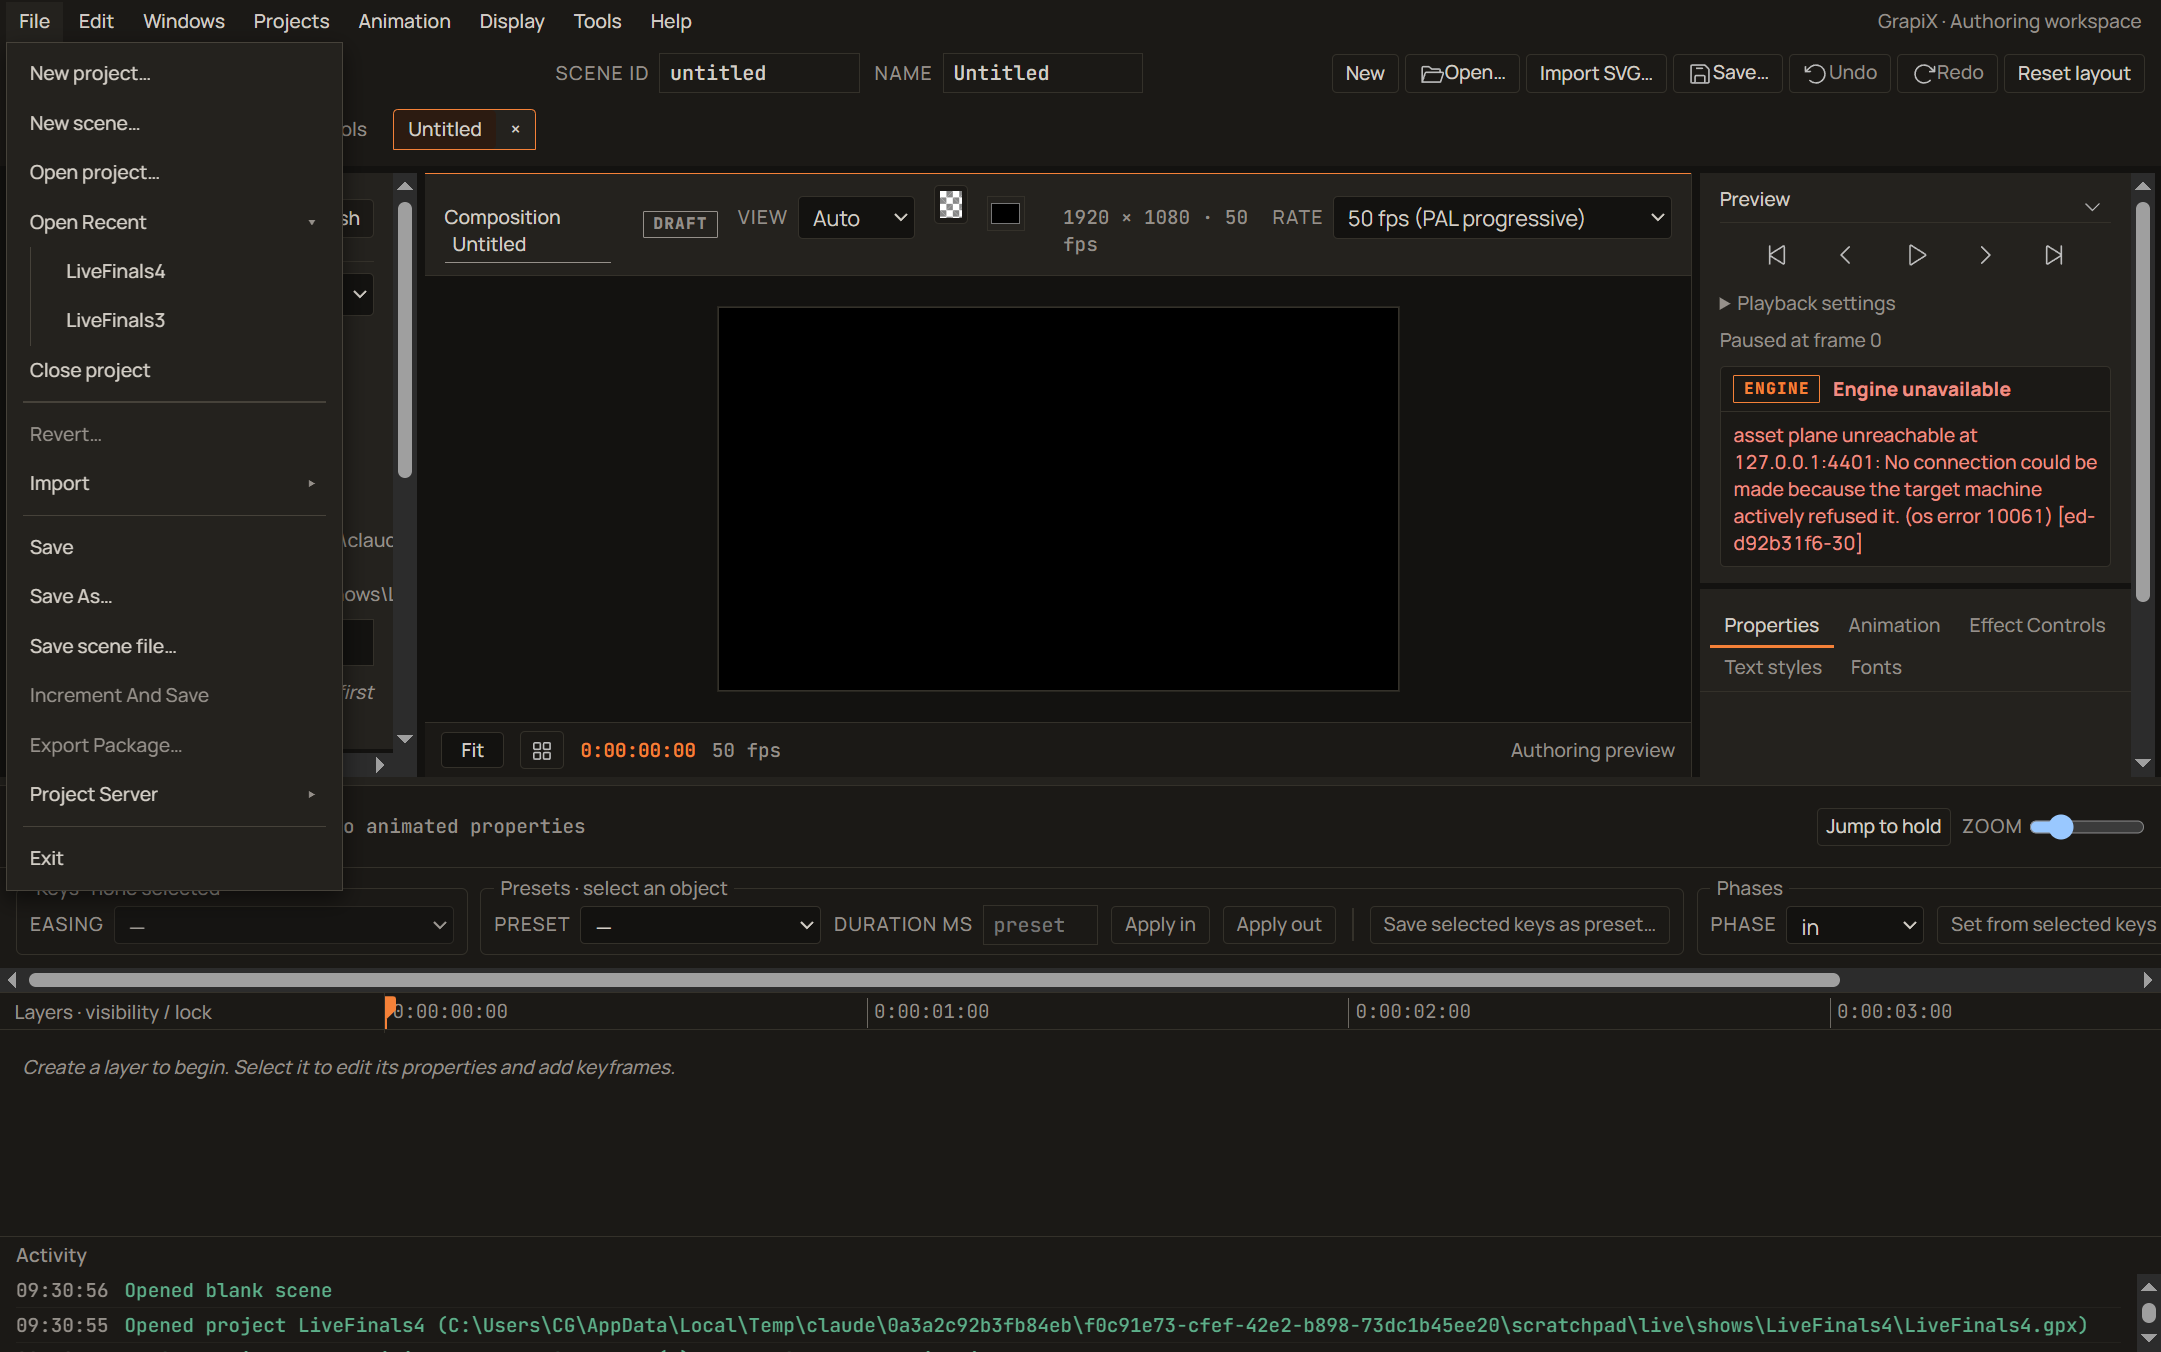 File Edit Windows Projects Animation Display Tools Help
GrapiX · Authoring workspace
New project...
New scene...
Open project...
Open Recent
LiveFinals4
LiveFinals3
Close project
Revert...
Import
Save
Save As...
Save scene file...
Increment And Save
Export Package...
Project Server
Exit
SCENE ID untitled NAME Untitled
New Open... Import SVG... Save... Undo Redo Reset layout
ols Untitled ×
sh
\claud
ows\L
first
Composition
Untitled
DRAFT VIEW Auto
1920 × 1080 · 50
fps
RATE 50 fps (PAL progressive)
Fit 0:00:00:00 50 fps Authoring preview
Preview
Playback settings
Paused at frame 0
ENGINE Engine unavailable
asset plane unreachable at
127.0.0.1:4401: No connection could be
made because the target machine
actively refused it. (os error 10061) [ed-
d92b31f6-30]
Properties Animation Effect Controls
Text styles Fonts
o animated properties
Jump to hold ZOOM
Keys · none selected
EASING —
Presets · select an object
PRESET — DURATION MS preset Apply in Apply out Save selected keys as preset...
Phases
PHASE in Set from selected keys
Layers · visibility / lock 0:00:00:00 0:00:01:00 0:00:02:00 0:00:03:00
Create a layer to begin. Select it to edit its properties and add keyframes.
Activity
09:30:56 Opened blank scene
09:30:55 Opened project LiveFinals4 (C:\Users\CG\AppData\Local\Temp\claude\0a3a2c92b3fb84eb\f0c91e73-cfef-42e2-b898-73dc1b45ee20\scratchpad\live\shows\LiveFinals4\LiveFinals4.gpx)